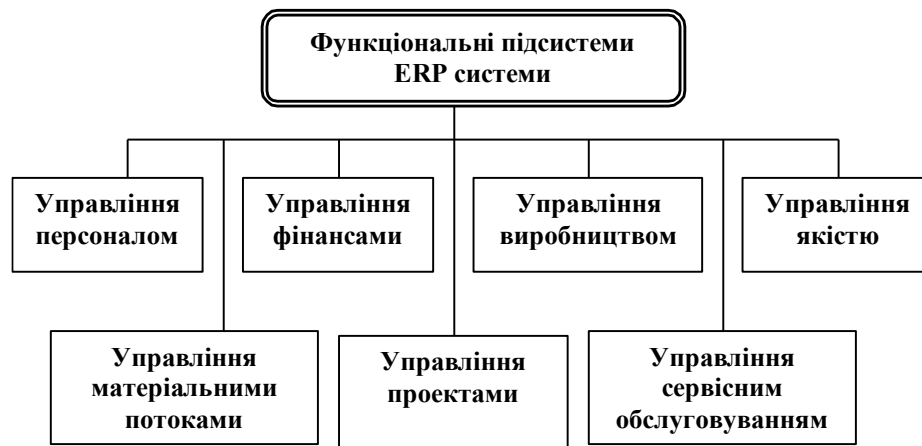 Функціональні підсистеми
ERP системи
Управління
персоналом
Управління
фінансами
Управління
виробництвом
Управління
якістю
Управління
матеріальними
потоками
Управління
проектами
Управління
сервісним
обслуговуванням